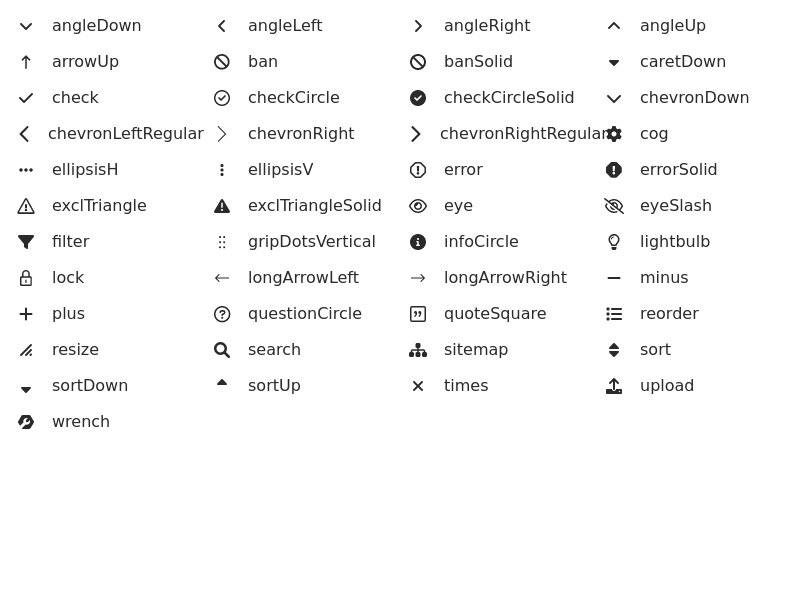 angleDown angleLeft angleRight angleUp
arrowUp ban banSolid caretDown
check checkCircle checkCircleSolid chevronDown
chevronLeftRegular chevronRight chevronRightRegular cog
ellipsisH ellipsisV error errorSolid
exclTriangle exclTriangleSolid eye eyeSlash
filter gripDotsVertical infoCircle lightbulb
lock longArrowLeft longArrowRight minus
plus questionCircle quoteSquare reorder
resize search sitemap sort
sortDown sortUp times upload
wrench